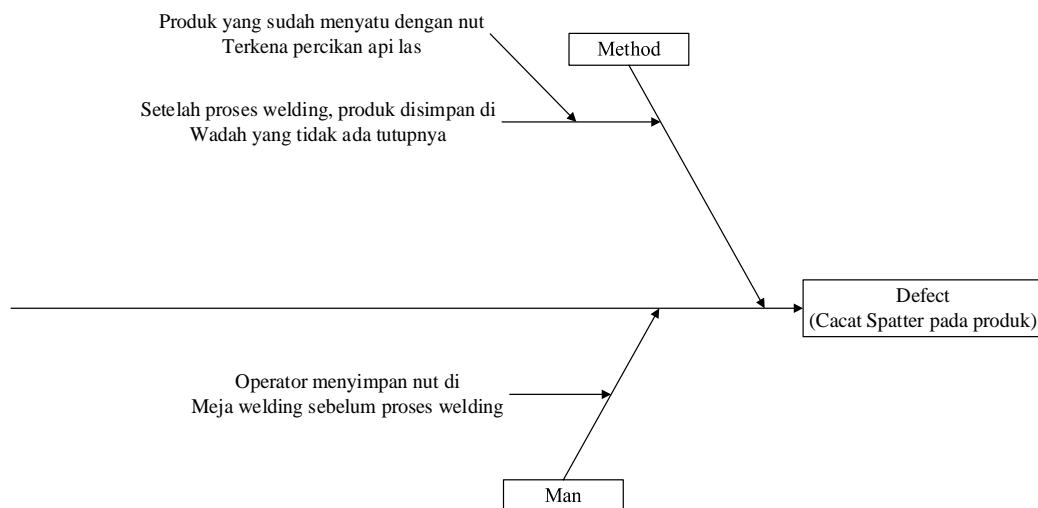 Produk yang sudah menyatu dengan nut
Terkena percikan api las
Method
Setelah proses welding, produk disimpan di
Wadah yang tidak ada tutupnya
Defect
(Cacat Spatter pada produk)
Operator menyimpan nut di
Meja welding sebelum proses welding
Man